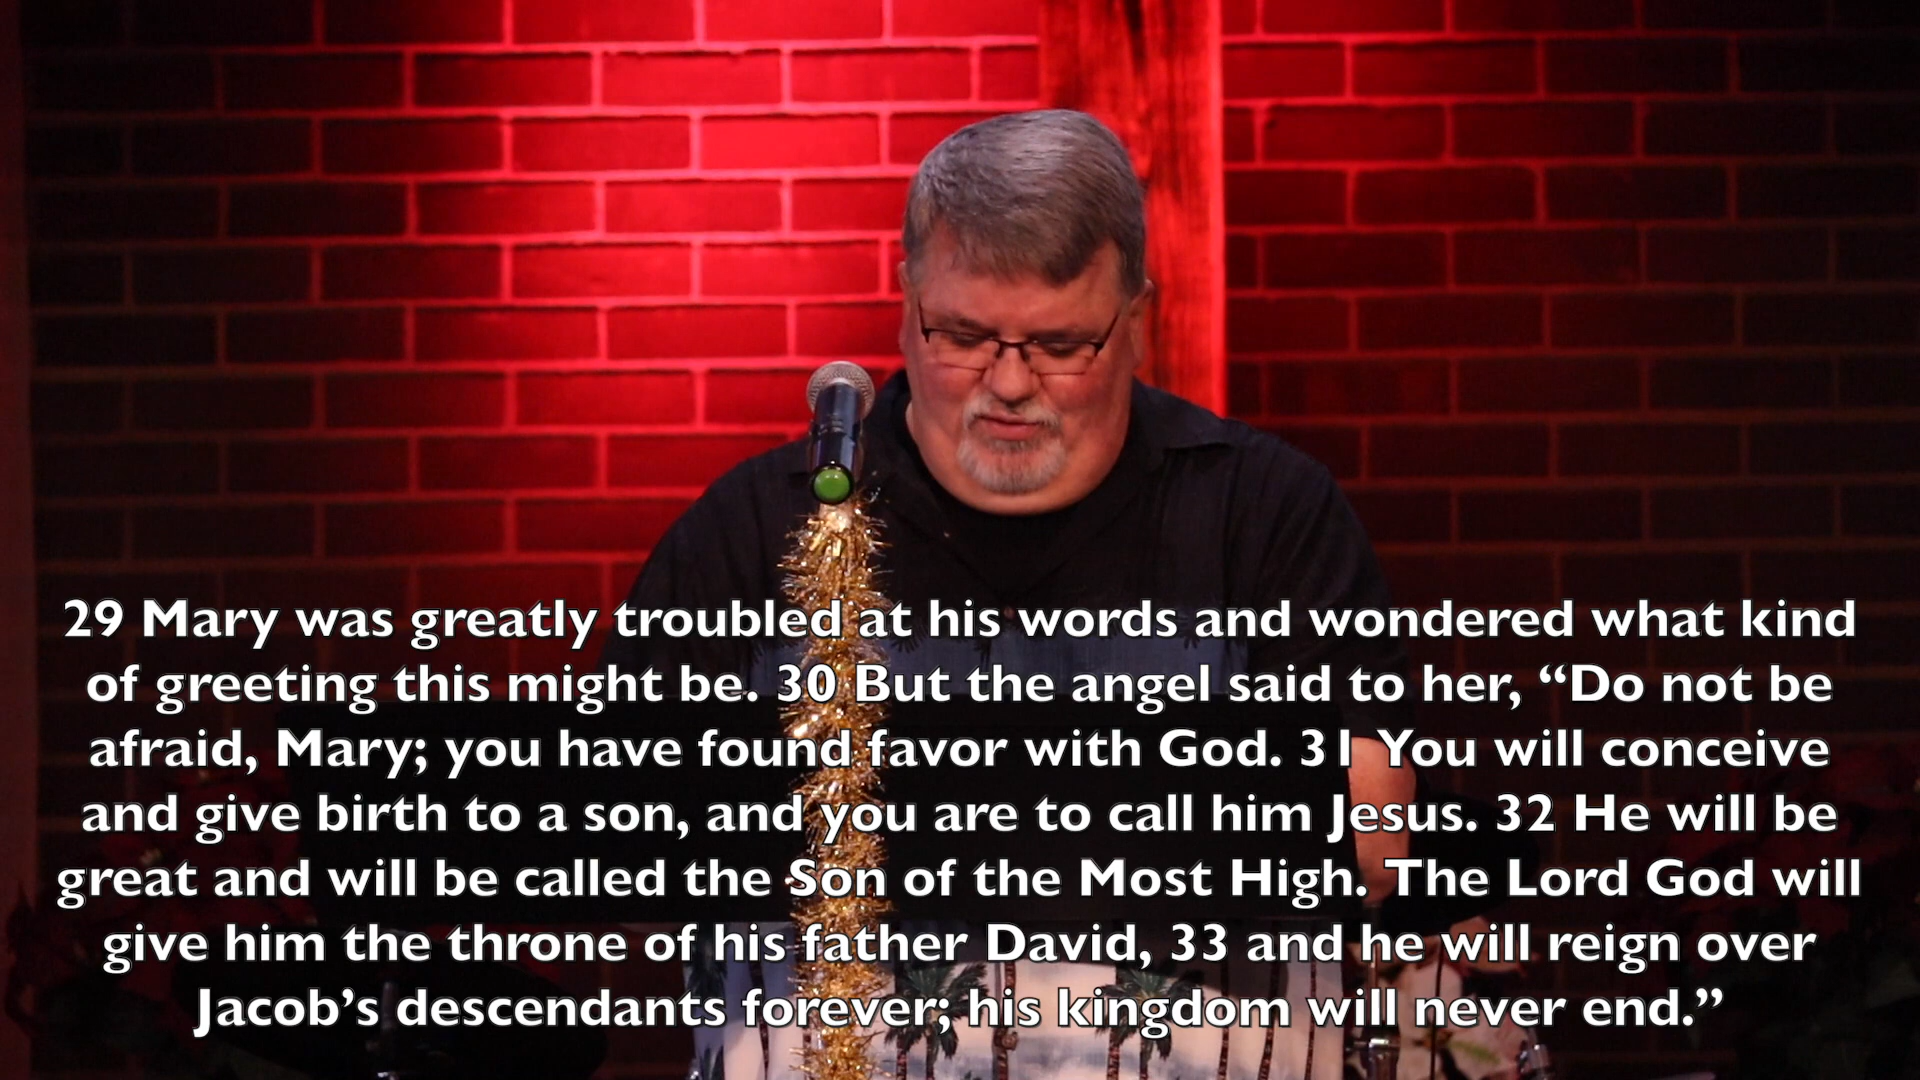 29 Mary was greatly troubled at his words and wondered what kind
of greeting this might be. 30 But the angel said to her, “Do not be
afraid, Mary; you have found favor with God. 31 You will conceive
and give birth to a son, and you are to call him Jesus. 32 He will be
great and will be called the Son of the Most High. The Lord God will
give him the throne of his father David, 33 and he will reign over
Jacob’s descendants forever; his kingdom will never end.”